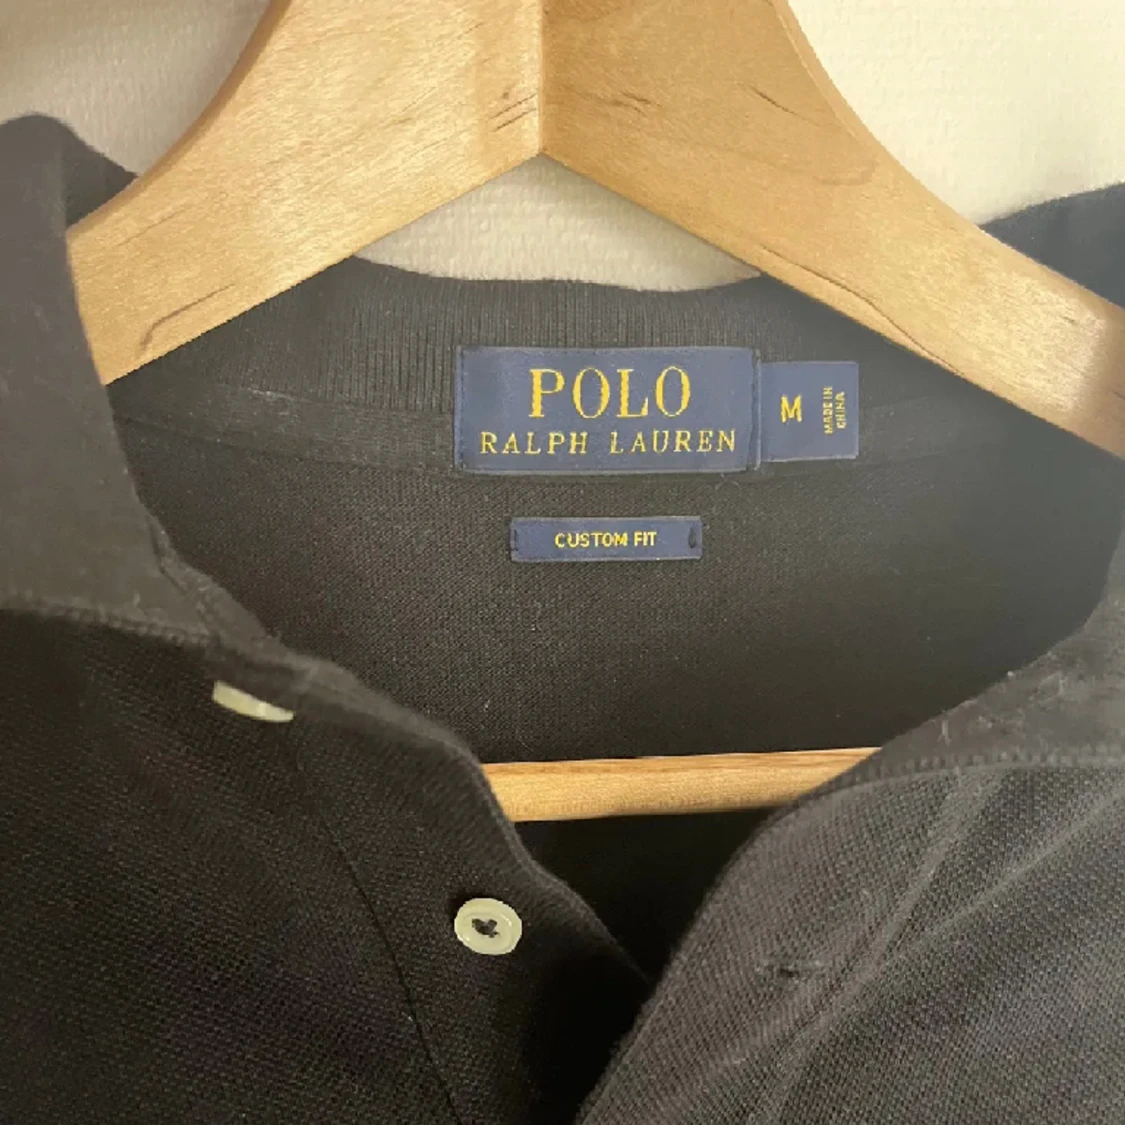 POLO
RALPH LAUREN
M
MADE IN
CHINA
CUSTOM FIT